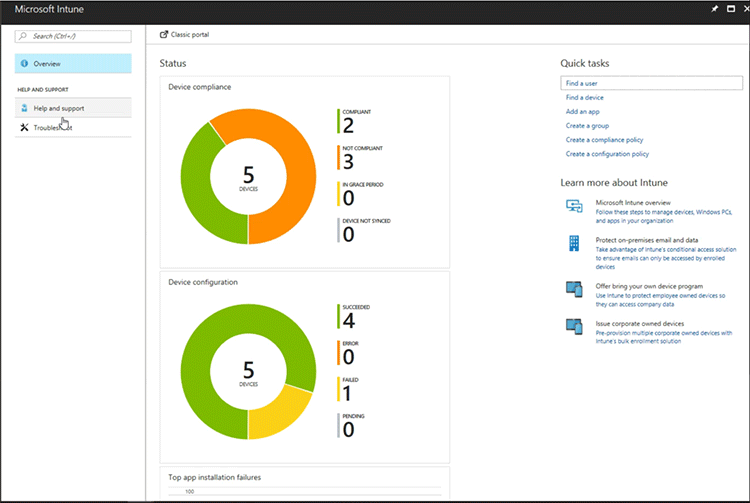 Microsoft Intune
Search (Ctrl+/)
Overview
HELP AND SUPPORT
Help and support
Troubleshoot
Classic portal
Status
Device compliance
5
DEVICES
COMPLIANT
2
NOT COMPLIANT
3
IN GRACE PERIOD
0
DEVICE NOT SYNCED
0
Device configuration
5
DEVICES
SUCCEEDED
4
ERROR
0
FAILED
1
PENDING
0
Top app installation failures
100
Quick tasks
Find a user
Find a device
Add an app
Create a group
Create a compliance policy
Create a configuration policy
Learn more about Intune
Microsoft Intune overview
Follow these steps to manage devices, Windows PCs,
and apps in your organization
Protect on-premises email and data
Take advantage of Intune's conditional access solution
to ensure emails can only be accessed by enrolled
devices
Offer bring your own device program
Use Intune to protect employee owned devices so
they can access company data
Issue corporate owned devices
Pre-provision multiple corporate owned devices with
Intune's bulk enrollment solution